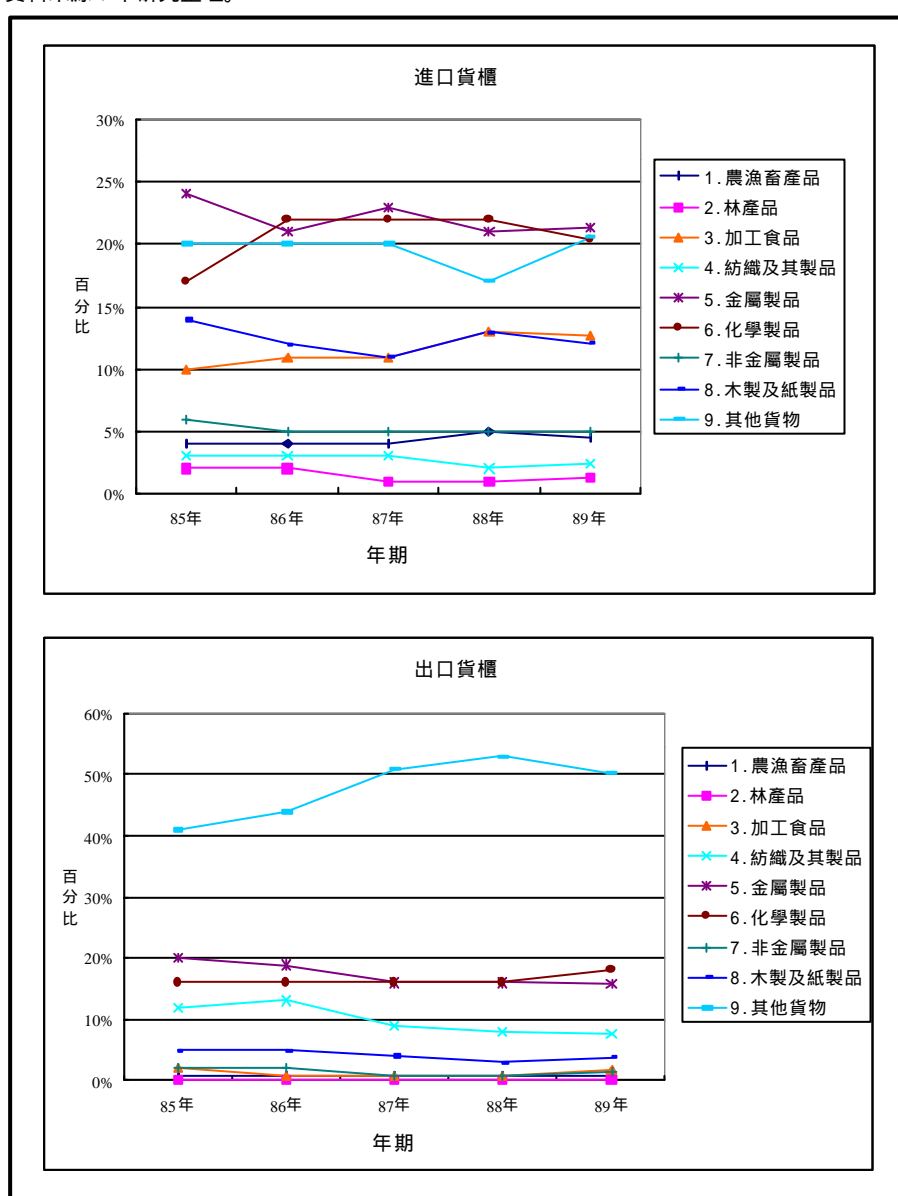 進口貨櫃
30%
25%
20%
15%
10%
5%
0%
百分比
85年 86年 87年 88年 89年
年期
1.農漁畜產品
2.林產品
3.加工食品
4.紡織及其製品
5.金屬製品
6.化學製品
7.非金屬製品
8.木製及紙製品
9.其他貨物
出口貨櫃
60%
50%
40%
30%
20%
10%
0%
百分比
85年 86年 87年 88年 89年
年期
1.農漁畜產品
2.林產品
3.加工食品
4.紡織及其製品
5.金屬製品
6.化學製品
7.非金屬製品
8.木製及紙製品
9.其他貨物